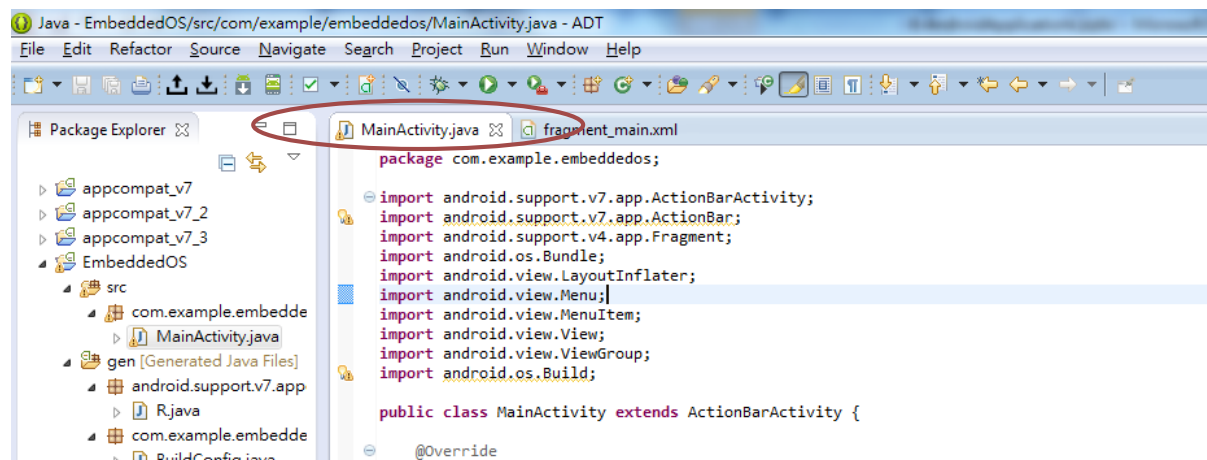 Java - EmbeddedOS/src/com/example/embeddedos/MainActivity.java - ADT
File Edit Refactor Source Navigate Search Project Run Window Help
Package Explorer
MainActivity.java fragment_main.xml
appcompat_v7
appcompat_v7_2
appcompat_v7_3
EmbeddedOS
src
com.example.embedde
MainActivity.java
gen [Generated Java Files]
android.support.v7.app
R.java
com.example.embedde
BuildConfig.java
package com.example.embeddedos;
import android.support.v7.app.ActionBarActivity;
import android.support.v7.app.ActionBar;
import android.support.v4.app.Fragment;
import android.os.Bundle;
import android.view.LayoutInflater;
import android.view.Menu;
import android.view.MenuItem;
import android.view.View;
import android.view.ViewGroup;
import android.os.Build;
public class MainActivity extends ActionBarActivity {
@Override